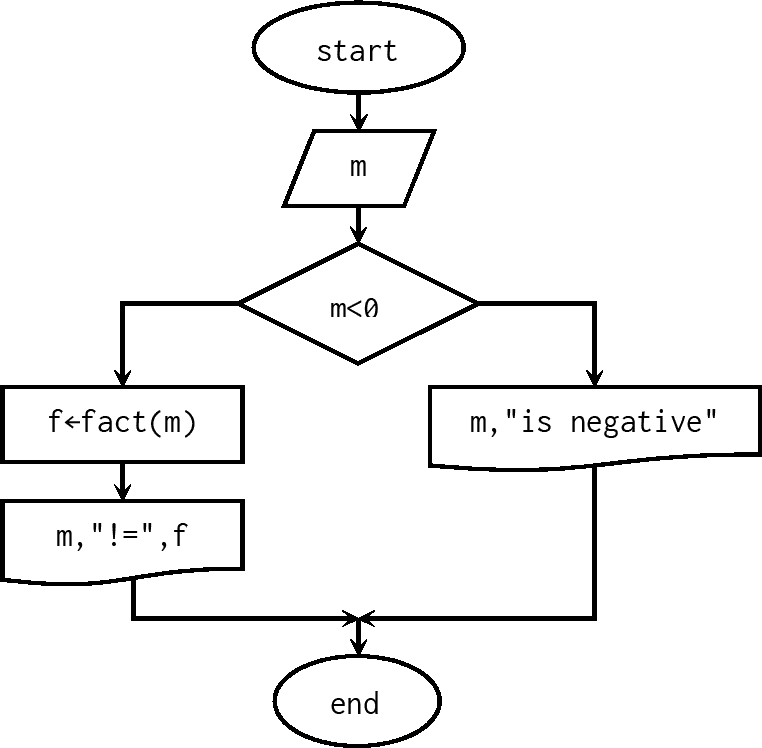 start
m
m<0
f←fact(m)
m,"is negative"
m,"!=",f
end